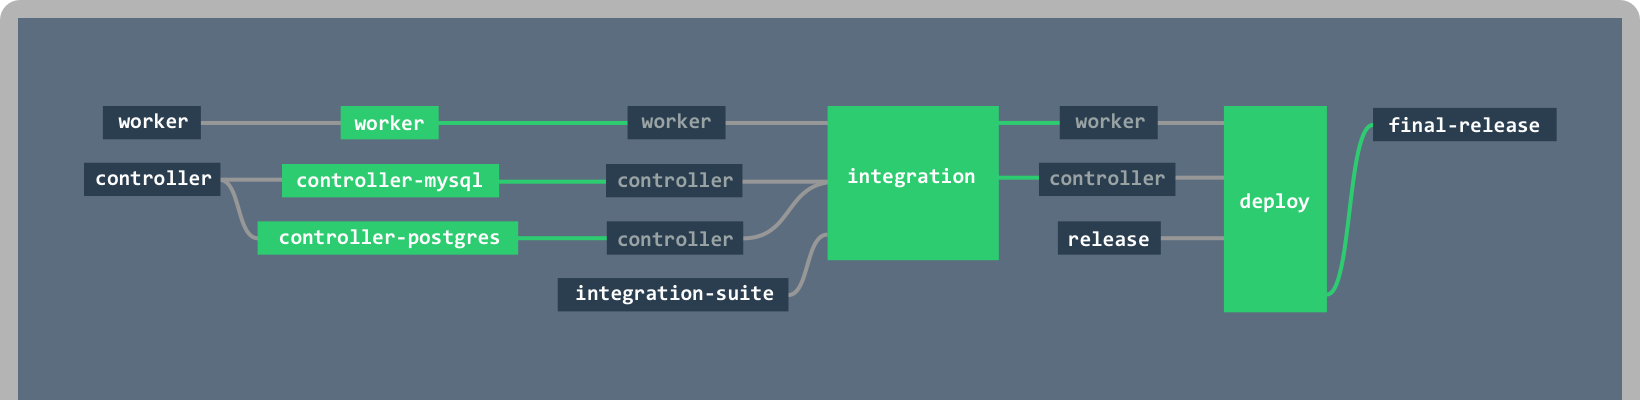 worker
worker
worker
worker
final-release
controller
controller-mysql
controller
integration
controller
deploy
controller-postgres
controller
release
integration-suite